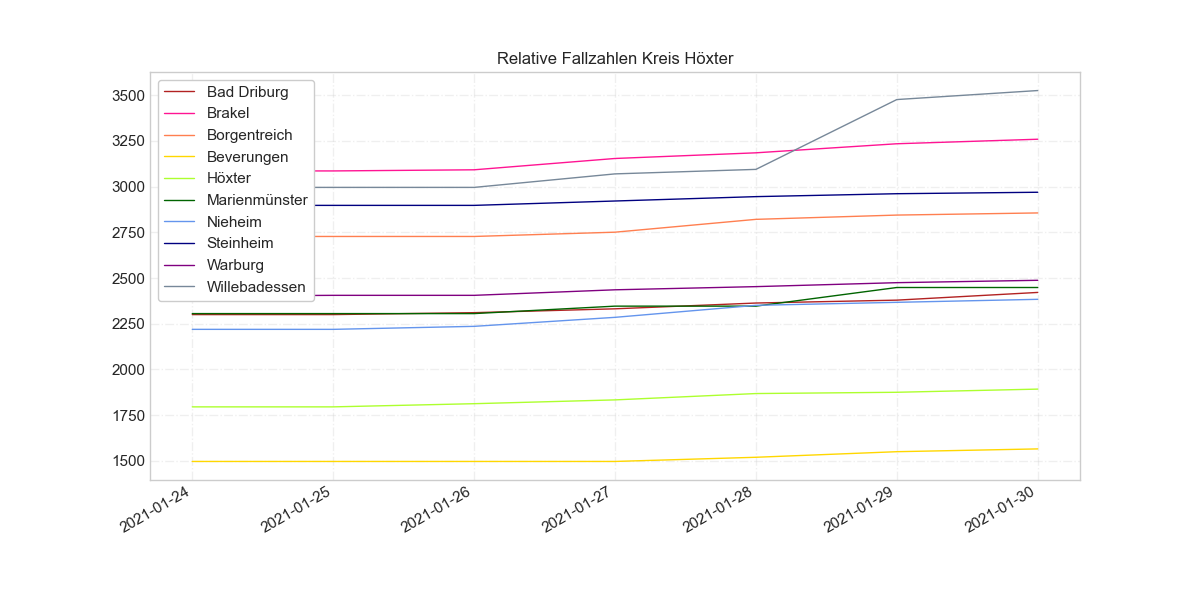 Relative Fallzahlen Kreis Höxter
3500
3250
3000
2750
2500
2250
2000
1750
1500
Bad Driburg
Brakel
Borgentreich
Beverungen
Höxter
Marienmünster
Nieheim
Steinheim
Warburg
Willebadessen
2021-01-24
2021-01-25
2021-01-26
2021-01-27
2021-01-28
2021-01-29
2021-01-30